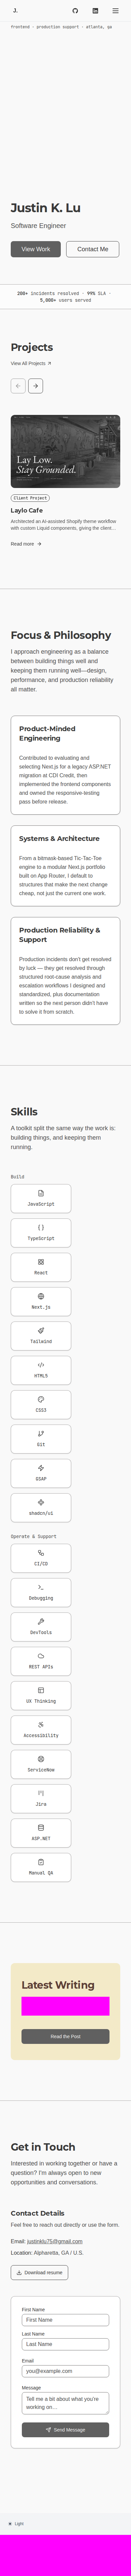 J.
frontend · production support · atlanta, ga
Justin K. Lu
Software Engineer
View Work
Contact Me
200+ incidents resolved · 99% SLA ·
5,000+ users served
Projects
View All Projects
Lay Low.
Stay Grounded.
Client Project
Laylo Cafe
Architected an AI-assisted Shopify theme workflow
with custom Liquid components, giving the client…
Read more
Focus & Philosophy
I approach engineering as a balance
between building things well and
keeping them running well—design,
performance, and production reliability
all matter.
Product-Minded
Engineering
Contributed to evaluating and
selecting Next.js for a legacy ASP.NET
migration at CDI Credit, then
implemented the frontend components
and owned the responsive-testing
pass before release.
Systems & Architecture
From a bitmask-based Tic-Tac-Toe
engine to a modular Next.js portfolio
built on App Router, I default to
structures that make the next change
cheap, not just the current one work.
Production Reliability &
Support
Production incidents don't get resolved
by luck — they get resolved through
structured root-cause analysis and
escalation workflows I designed and
standardized, plus documentation
written so the next person didn't have
to solve it from scratch.
Skills
A toolkit split the same way the work is:
building things, and keeping them
running.
Build
JavaScript
TypeScript
React
Next.js
Tailwind
HTML5
CSS3
Git
GSAP
shadcn/ui
Operate & Support
CI/CD
Debugging
DevTools
REST APIs
UX Thinking
Accessibility
ServiceNow
Jira
ASP.NET
Manual QA
Latest Writing
Read the Post
Get in Touch
Interested in working together or have a
question? I'm always open to new
opportunities and conversations.
Contact Details
Feel free to reach out directly or use the form.
Email: justinklu75@gmail.com
Location: Alpharetta, GA / U.S.
Download resume
First Name
First Name
Last Name
Last Name
Email
you@example.com
Message
Tell me a bit about what you're
working on…
Send Message
Light